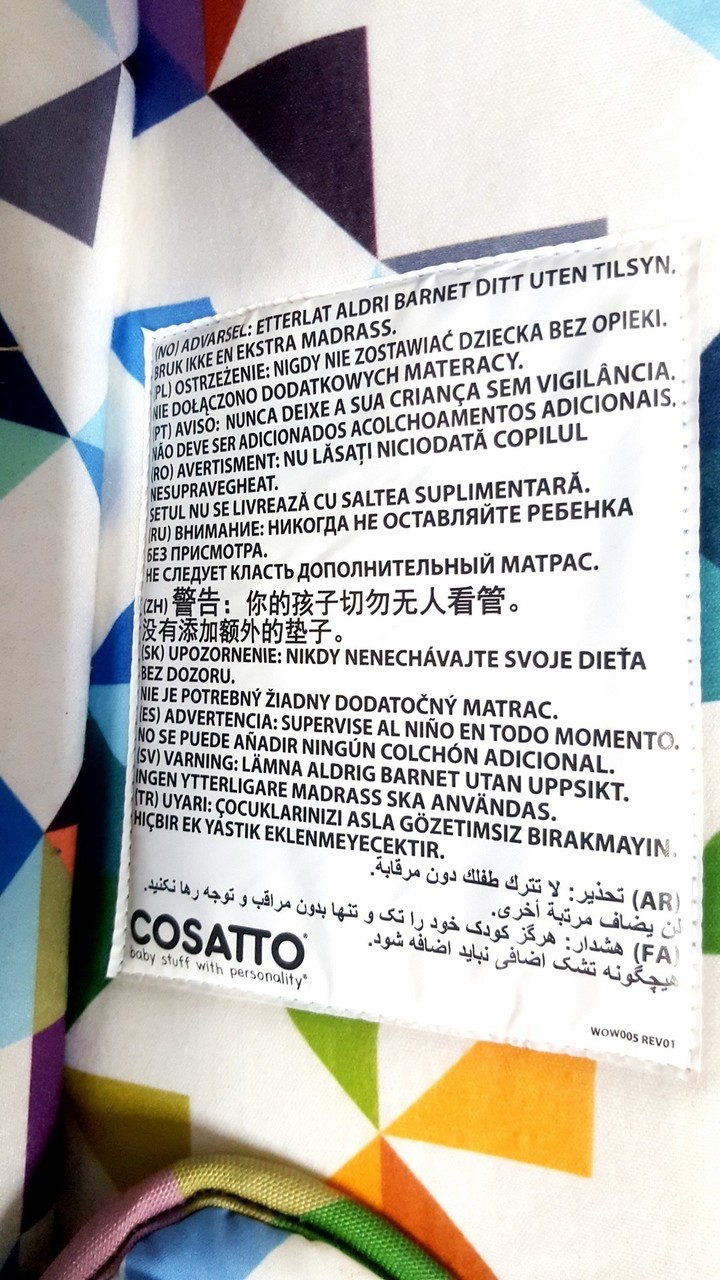 (NO) ADVARSEL: ETTERLAT ALDRI BARNET DITT UTEN TILSYN.
BRUK IKKE EN EKSTRA MADRASS.
(PL) OSTRZEŻENIE: NIGDY NIE ZOSTAWIAĆ DZIECKA BEZ OPIEKI.
NIE DOŁĄCZONO DODATKOWYCH MATERACY.
(PT) AVISO: NUNCA DEIXE A SUA CRIANÇA SEM VIGILÂNCIA.
NÃO DEVE SER ADICIONADOS ACOLCHOAMENTOS ADICIONAIS.
(RO) AVERTISMENT: NU LĂSAȚI NICIODATĂ COPILUL
NESUPRAVEGHEAT.
SETUL NU SE LIVREAZĂ CU SALTEA SUPLIMENTARĂ.
(RU) ВНИМАНИЕ: НИКОГДА НЕ ОСТАВЛЯЙТЕ РЕБЕНКА
БЕЗ ПРИСМОТРА.
НЕ СЛЕДУЕТ КЛАСТЬ ДОПОЛНИТЕЛЬНЫЙ МАТРАС.
(ZH) 警告：你的孩子切勿无人看管。
没有添加额外的垫子。
(SK) UPOZORNENIE: NIKDY NENECHÁVAJTE SVOJE DIEŤA
BEZ DOZORU.
NIE JE POTREBNÝ ŽIADNY DODATOČNÝ MATRAC.
(ES) ADVERTENCIA: SUPERVISE AL NIÑO EN TODO MOMENTO.
NO SE PUEDE AÑADIR NINGÚN COLCHÓN ADICIONAL.
(SV) VARNING: LÄMNA ALDRIG BARNET UTAN UPPSIKT.
INGEN YTTERLIGARE MADRASS SKA ANVÄNDAS.
(TR) UYARI: ÇOCUKLARINIZI ASLA GÖZETIMSIZ BIRAKMAYIN.
HIÇBIR EK YASTIK EKLENMEYECEKTIR.
(AR) تحذير: لا تترك طفلك دون مرقابة.
لن يضاف مرتبة أخرى.
(FA) هشدار: هرگز کودک خود را تک و تنها بدون مراقب و توجه رها نکنید.
هیچگونه تشک اضافی نباید اضافه شود.
COSATTO
baby stuff with personality
WOW005 REV01